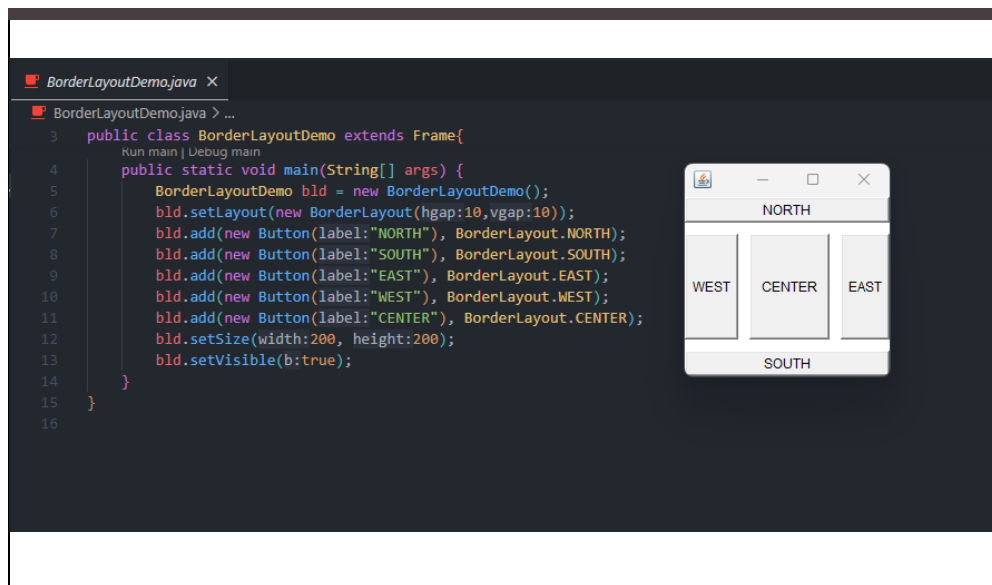 BorderLayoutDemo.java
BorderLayoutDemo.java > ...
3 public class BorderLayoutDemo extends Frame{
Run main | Debug main
4 public static void main(String[] args) {
5 BorderLayoutDemo bld = new BorderLayoutDemo();
6 bld.setLayout(new BorderLayout(hgap:10,vgap:10));
7 bld.add(new Button(label:"NORTH"), BorderLayout.NORTH);
8 bld.add(new Button(label:"SOUTH"), BorderLayout.SOUTH);
9 bld.add(new Button(label:"EAST"), BorderLayout.EAST);
10 bld.add(new Button(label:"WEST"), BorderLayout.WEST);
11 bld.add(new Button(label:"CENTER"), BorderLayout.CENTER);
12 bld.setSize(width:200, height:200);
13 bld.setVisible(b:true);
14 }
15 }
16
NORTH
WEST CENTER EAST
SOUTH